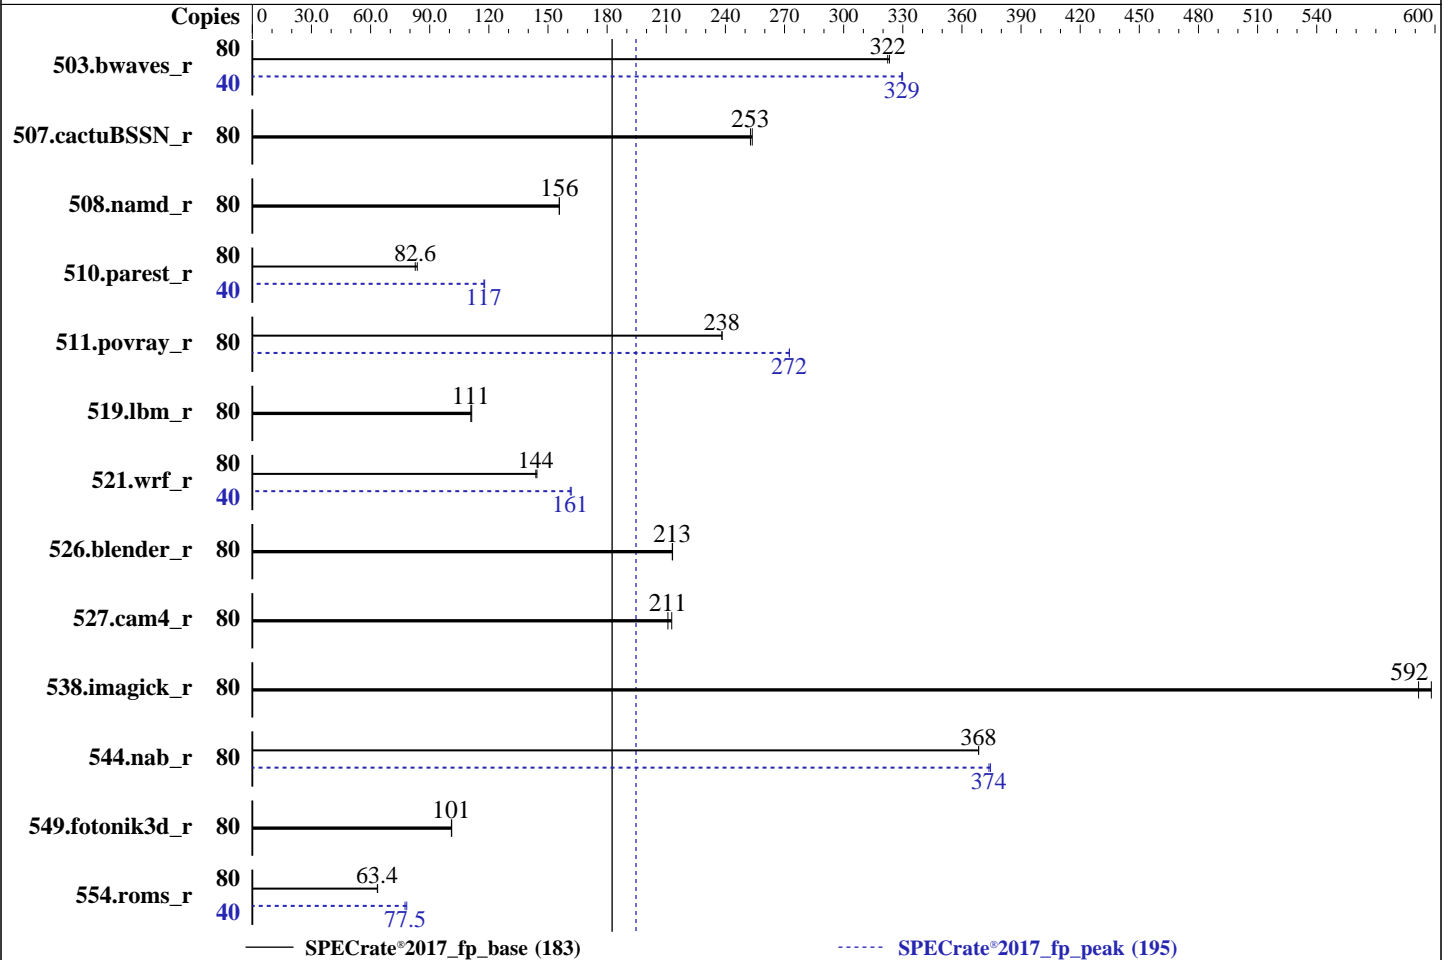 Copies 0 30.0 60.0 90.0 120 150 180 210 240 270 300 330 360 390 420 450 480 510 540 600
503.bwaves_r 80 322
40 329
507.cactuBSSN_r 80 253
508.namd_r 80 156
510.parest_r 80 82.6
40 117
511.povray_r 80 238
272
519.lbm_r 80 111
521.wrf_r 80 144
40 161
526.blender_r 80 213
527.cam4_r 80 211
538.imagick_r 80 592
544.nab_r 80 368
374
549.fotonik3d_r 80 101
554.roms_r 80 63.4
40 77.5
SPECrate®2017_fp_base (183) SPECrate®2017_fp_peak (195)